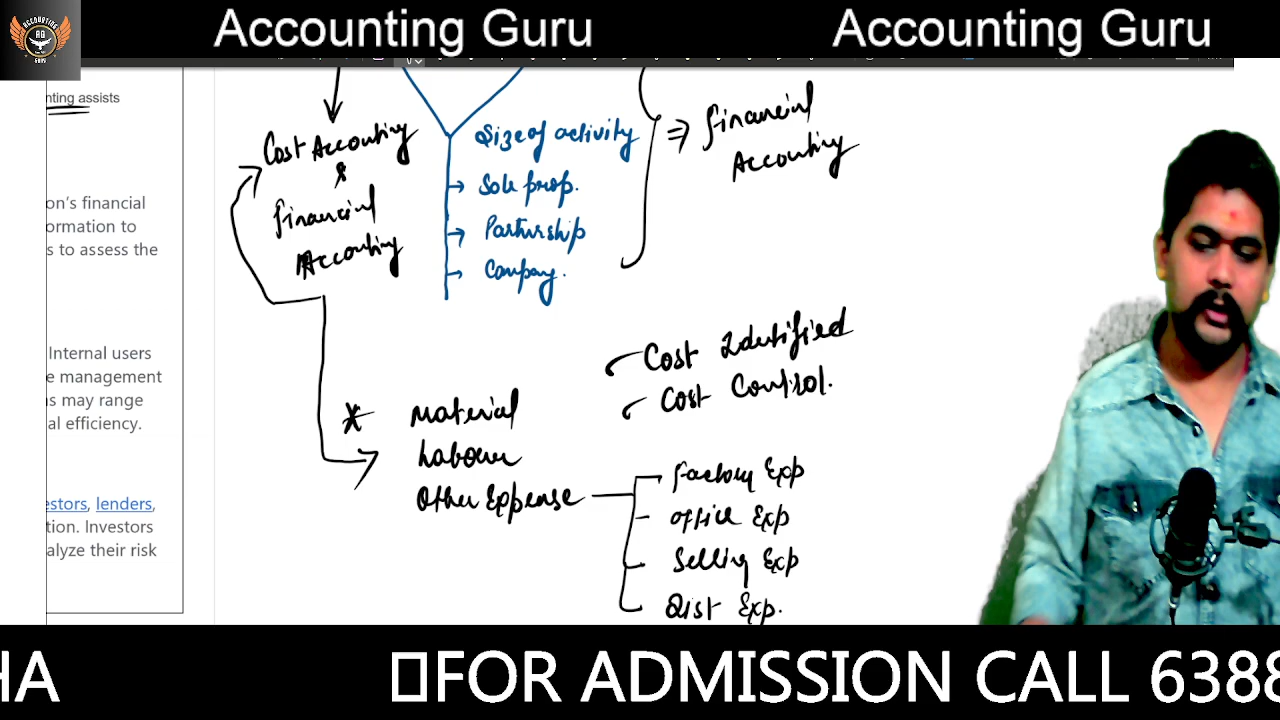 Accounting Guru
Accounting Guru
ACCOUNTING
AG
GURU
nting assists
on's financial
ormation to
s to assess the
Internal users
e management
s may range
al efficiency.
estors, lenders,
tion. Investors
alyze their risk
Cost Accounting
&
Financial
Accounting
Size of activity
→ Sole prop.
→ Partnership
→ Company.
⇒ Financial
Accounting
Cost Identified
Cost Control.
* Material
Labour
Other Expense
Factory Exp
Office Exp
Selling Exp
Dist Exp.
HA
FOR ADMISSION CALL 6388